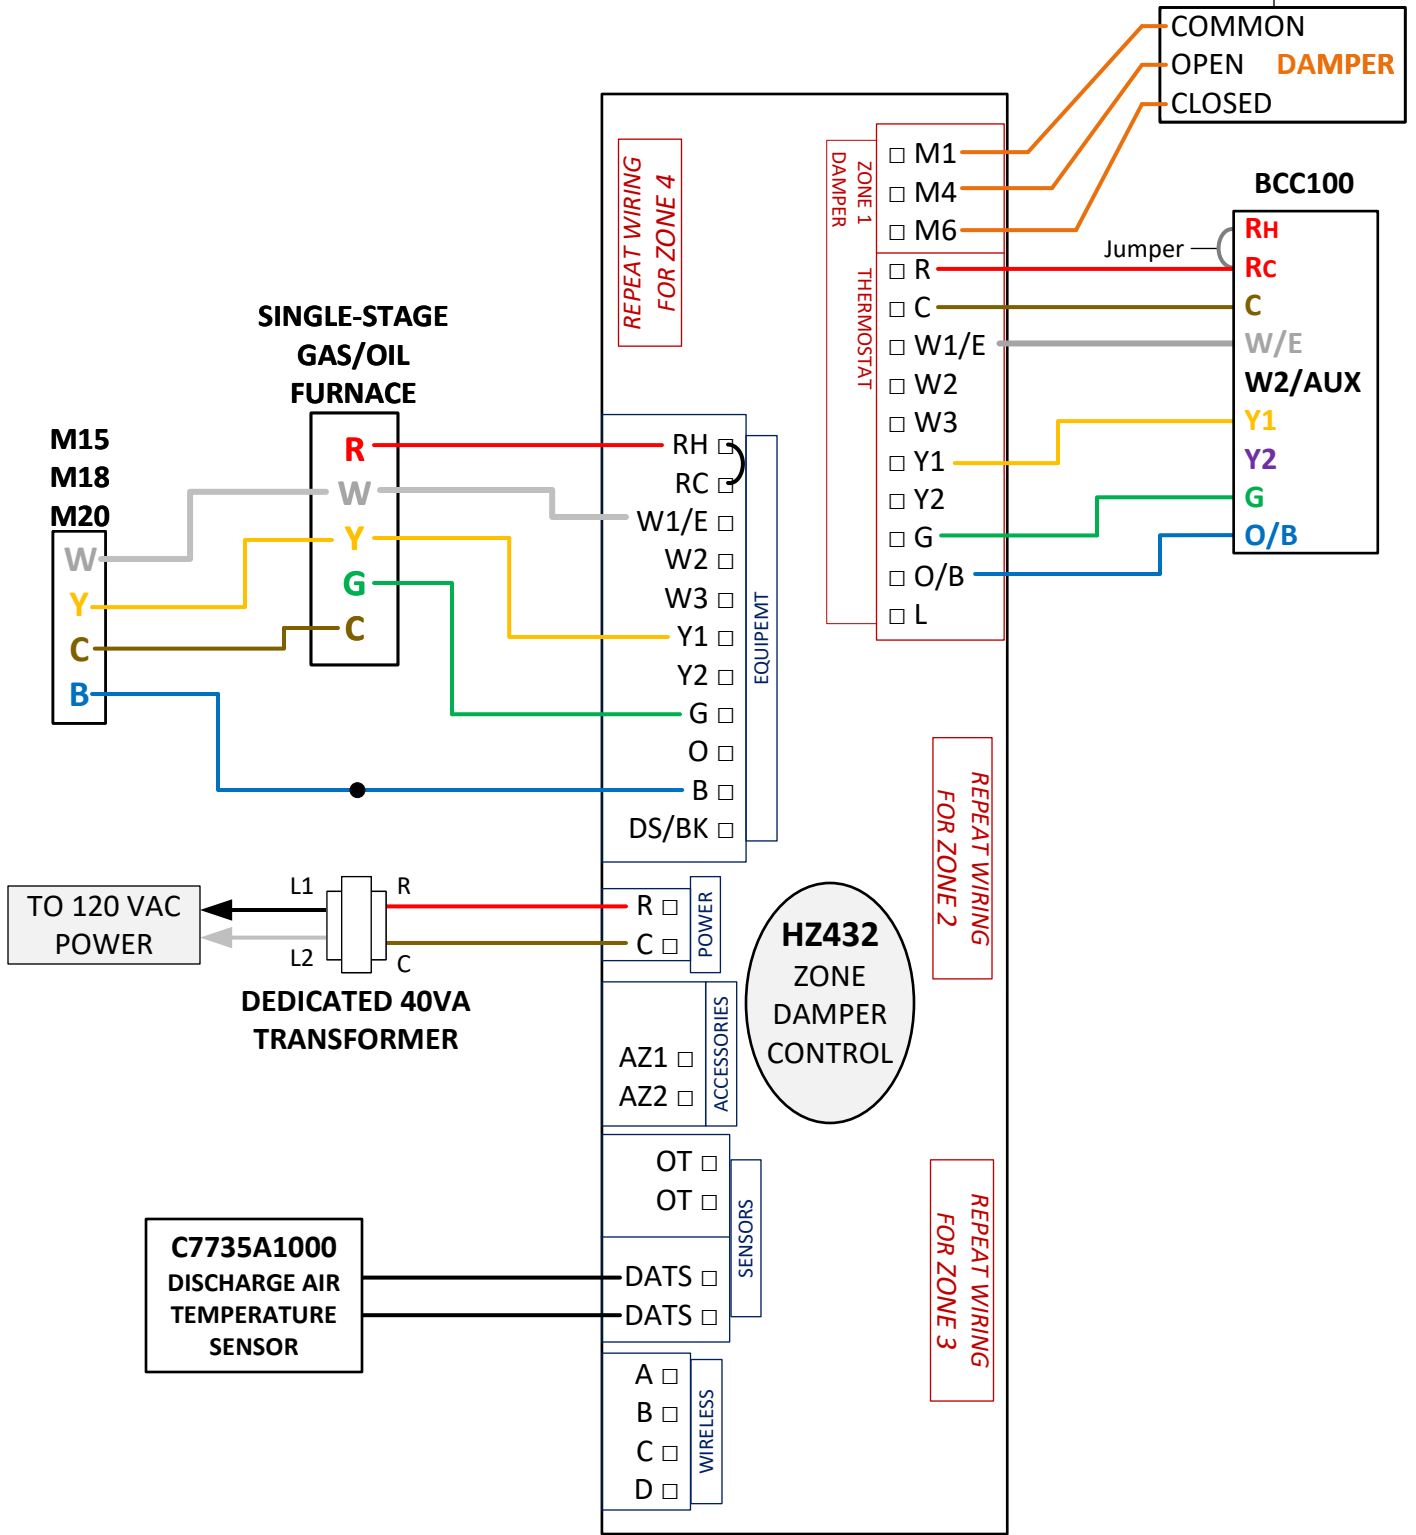 COMMON
OPEN DAMPER
CLOSED
REPEAT WIRING
FOR ZONE 4
ZONE 1
DAMPER
M1
M4
M6
THERMOSTAT
R
C
W1/E
W2
W3
Y1
Y2
G
O/B
L
BCC100
Jumper
RH
RC
C
W/E
W2/AUX
Y1
Y2
G
O/B
SINGLE-STAGE
GAS/OIL
FURNACE
R
W
Y
G
C
M15
M18
M20
W
Y
C
B
RH
RC
W1/E
W2
W3
Y1
Y2
G
O
B
DS/BK
EQUIPEMT
REPEAT WIRING
FOR ZONE 2
TO 120 VAC
POWER
L1
L2
R
C
DEDICATED 40VA
TRANSFORMER
R
C
POWER
HZ432
ZONE
DAMPER
CONTROL
AZ1
AZ2
ACCESSORIES
OT
OT
DATS
DATS
SENSORS
C7735A1000
DISCHARGE AIR
TEMPERATURE
SENSOR
REPEAT WIRING
FOR ZONE 3
A
B
C
D
WIRELESS